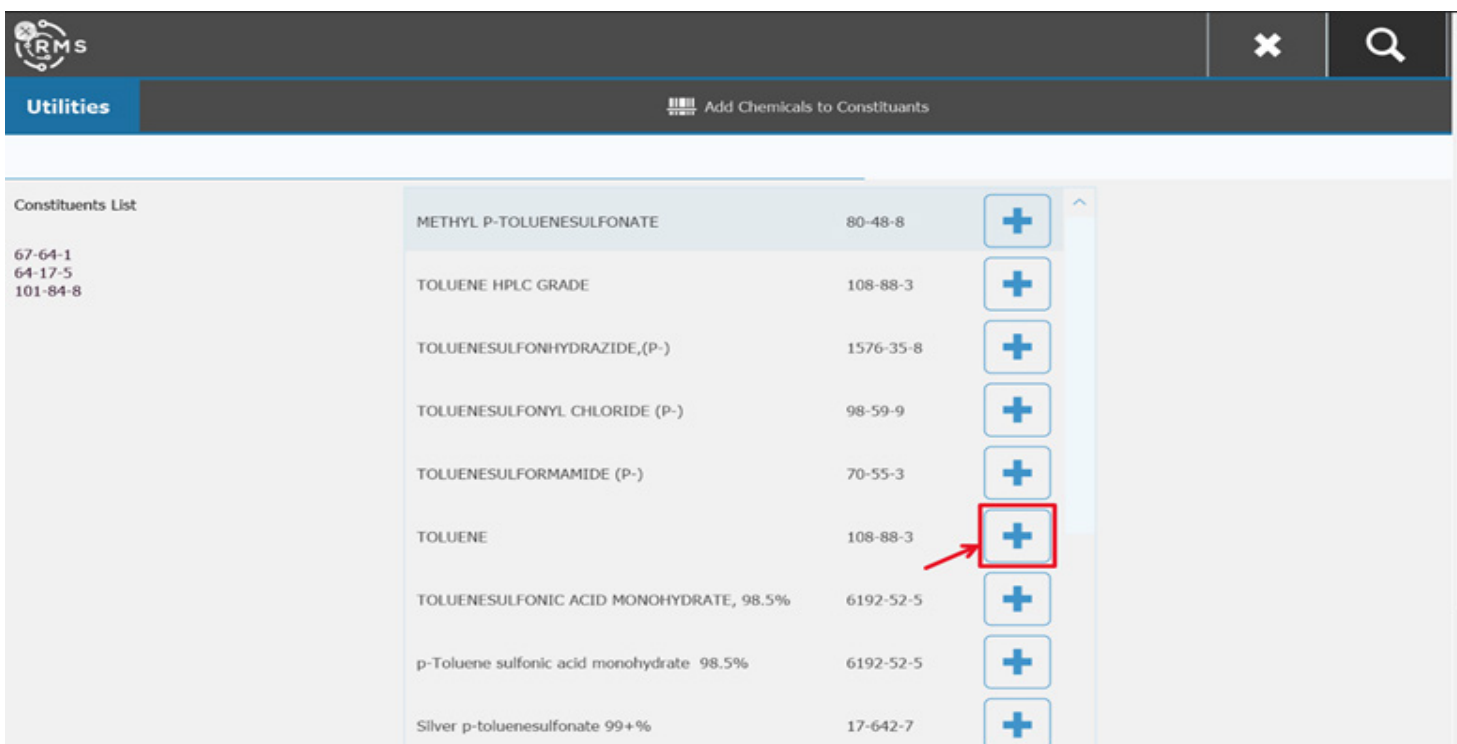 RMS
Utilities
Add Chemicals to Constituants
Constituents List
67-64-1
64-17-5
101-84-8
METHYL P-TOLUENESULFONATE 80-48-8
TOLUENE HPLC GRADE 108-88-3
TOLUENESULFONHYDRAZIDE,(P-) 1576-35-8
TOLUENESULFONYL CHLORIDE (P-) 98-59-9
TOLUENESULFORMAMIDE (P-) 70-55-3
TOLUENE 108-88-3
TOLUENESULFONIC ACID MONOHYDRATE, 98.5% 6192-52-5
p-Toluene sulfonic acid monohydrate 98.5% 6192-52-5
Silver p-toluenesulfonate 99+% 17-642-7